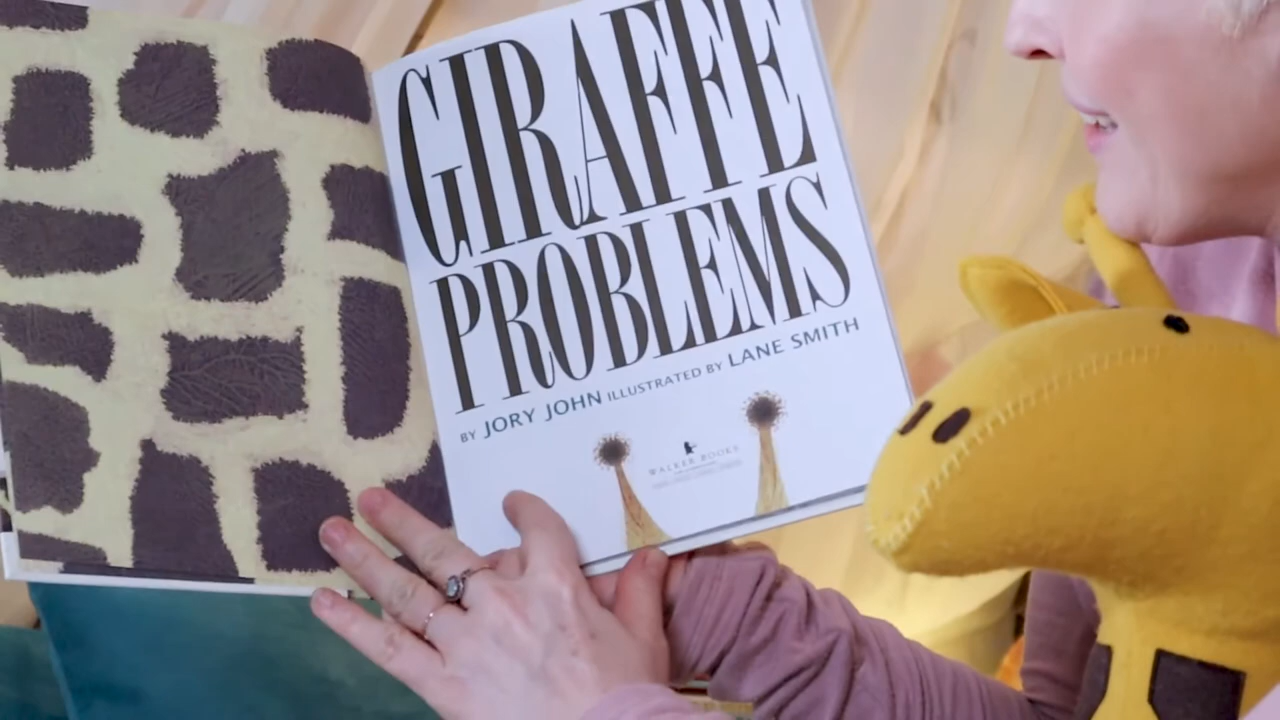 GIRAFFE
PROBLEMS
BY JORY JOHN ILLUSTRATED BY LANE SMITH
WALKER BOOKS